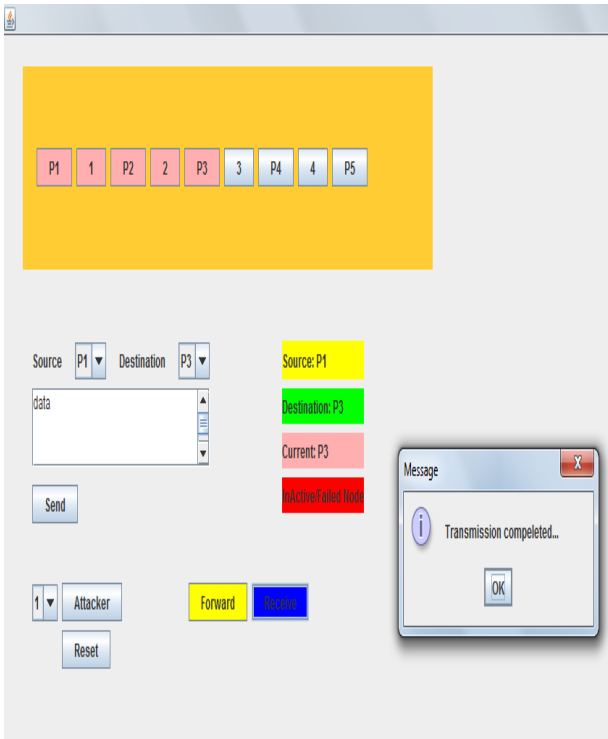 P1 1 P2 2 P3 3 P4 4 P5
Source P1 Destination P3
Source: P1
data
Destination: P3
Current: P3
InActive/Failed Node
Send
Message
X
i
Transmission compeleted...
OK
1 Attacker
Forward Receive
Reset